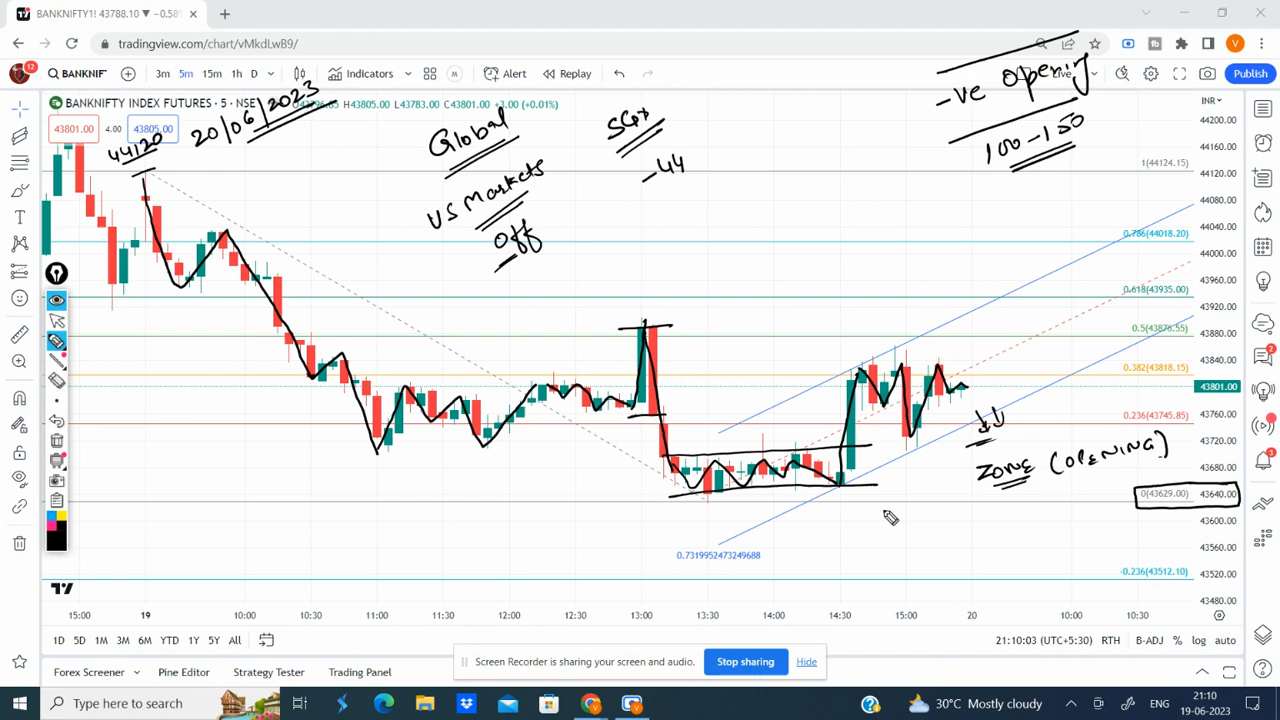 BANKNIFTY1! 43788.10 ▼ −0.58%
tradingview.com/chart/vMkdLwB9/
12
BANKNIF
3m 5m 15m 1h D
Indicators
M
Alert
Replay
Live
Publish
BANKNIFTY INDEX FUTURES · 5 · NSE
H43805.00 L43783.00 C43801.00 +3.00 (+0.01%)
INR
43801.00
4.00
43805.00
44120
20/06/2023
Global
US Markets
Off
SGX
-44
-ve opening
100-150
ZONE (OPENING)
1(44124.15)
0.786(44018.20)
0.618(43935.00)
0.5(43876.55)
0.382(43818.15)
0.236(43745.85)
0(43629.00)
-0.236(43512.10)
0.7319952473249688
44200.00
44160.00
44120.00
44080.00
44040.00
44000.00
43960.00
43920.00
43880.00
43840.00
43801.00
43760.00
43720.00
43680.00
43640.00
43600.00
43560.00
43520.00
43480.00
15:00 19 10:00 10:30 11:00 11:30 12:00 12:30 13:00 13:30 14:00 14:30 15:00 20 10:00 10:30
1D 5D 1M 3M 6M YTD 1Y 5Y All
21:10:03 (UTC+5:30) RTH B-ADJ % log auto
Screen Recorder is sharing your screen and audio.
Stop sharing
Hide
Forex Screener
Pine Editor
Strategy Tester
Trading Panel
Type here to search
30°C Mostly cloudy
ENG
21:10
19-06-2023